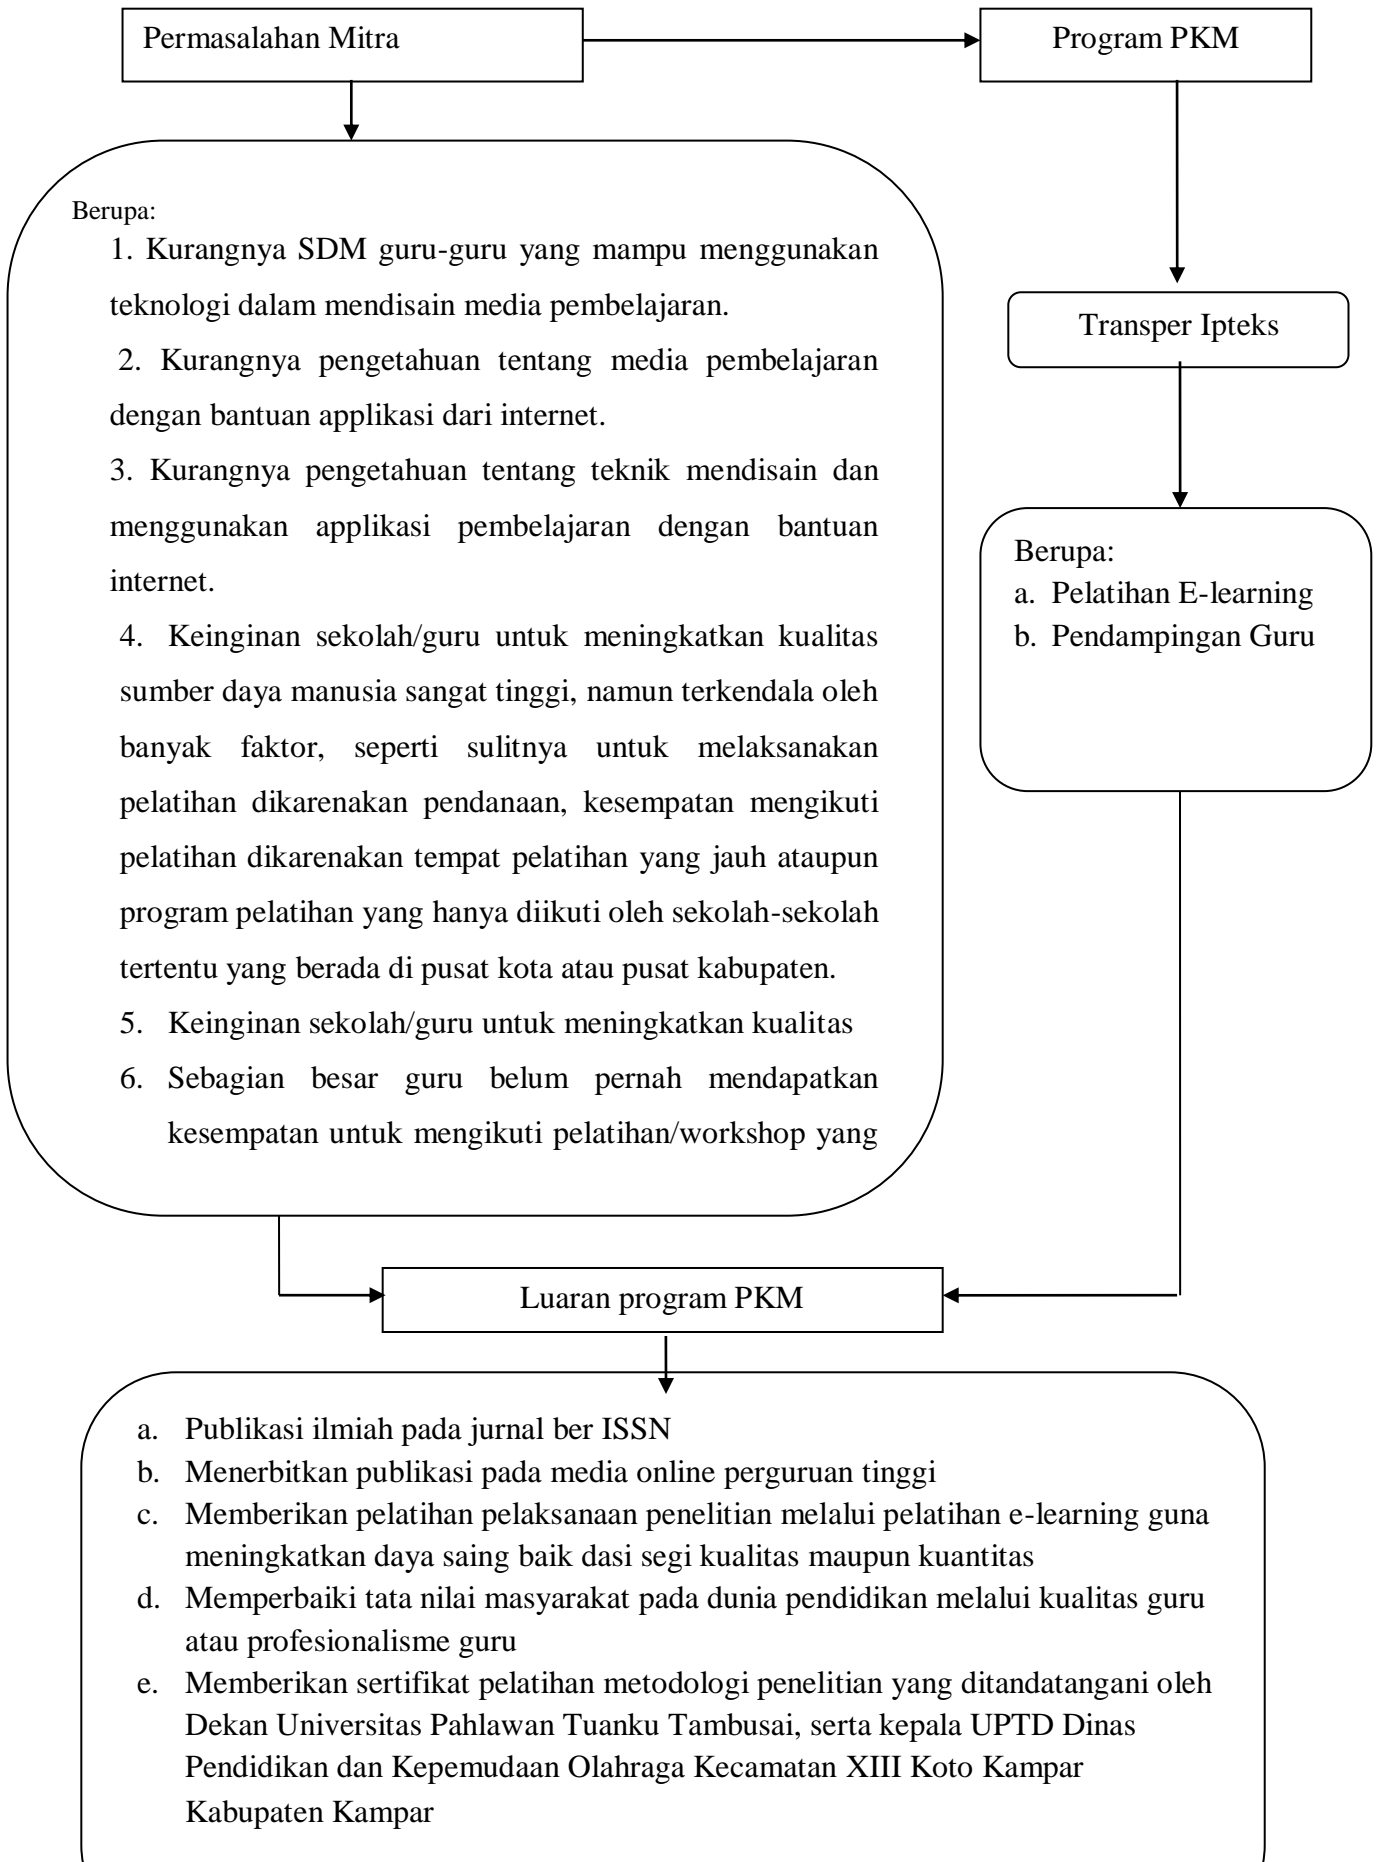 Permasalahan Mitra
Program PKM
Berupa:
1. Kurangnya SDM guru-guru yang mampu menggunakan
teknologi dalam mendisain media pembelajaran.
2. Kurangnya pengetahuan tentang media pembelajaran
dengan bantuan applikasi dari internet.
3. Kurangnya pengetahuan tentang teknik mendisain dan
menggunakan applikasi pembelajaran dengan bantuan
internet.
4. Keinginan sekolah/guru untuk meningkatkan kualitas
sumber daya manusia sangat tinggi, namun terkendala oleh
banyak faktor, seperti sulitnya untuk melaksanakan
pelatihan dikarenakan pendanaan, kesempatan mengikuti
pelatihan dikarenakan tempat pelatihan yang jauh ataupun
program pelatihan yang hanya diikuti oleh sekolah-sekolah
tertentu yang berada di pusat kota atau pusat kabupaten.
5. Keinginan sekolah/guru untuk meningkatkan kualitas
6. Sebagian besar guru belum pernah mendapatkan
kesempatan untuk mengikuti pelatihan/workshop yang
Transper Ipteks
Berupa:
a. Pelatihan E-learning
b. Pendampingan Guru
Luaran program PKM
a. Publikasi ilmiah pada jurnal ber ISSN
b. Menerbitkan publikasi pada media online perguruan tinggi
c. Memberikan pelatihan pelaksanaan penelitian melalui pelatihan e-learning guna
meningkatkan daya saing baik dasi segi kualitas maupun kuantitas
d. Memperbaiki tata nilai masyarakat pada dunia pendidikan melalui kualitas guru
atau profesionalisme guru
e. Memberikan sertifikat pelatihan metodologi penelitian yang ditandatangani oleh
Dekan Universitas Pahlawan Tuanku Tambusai, serta kepala UPTD Dinas
Pendidikan dan Kepemudaan Olahraga Kecamatan XIII Koto Kampar
Kabupaten Kampar